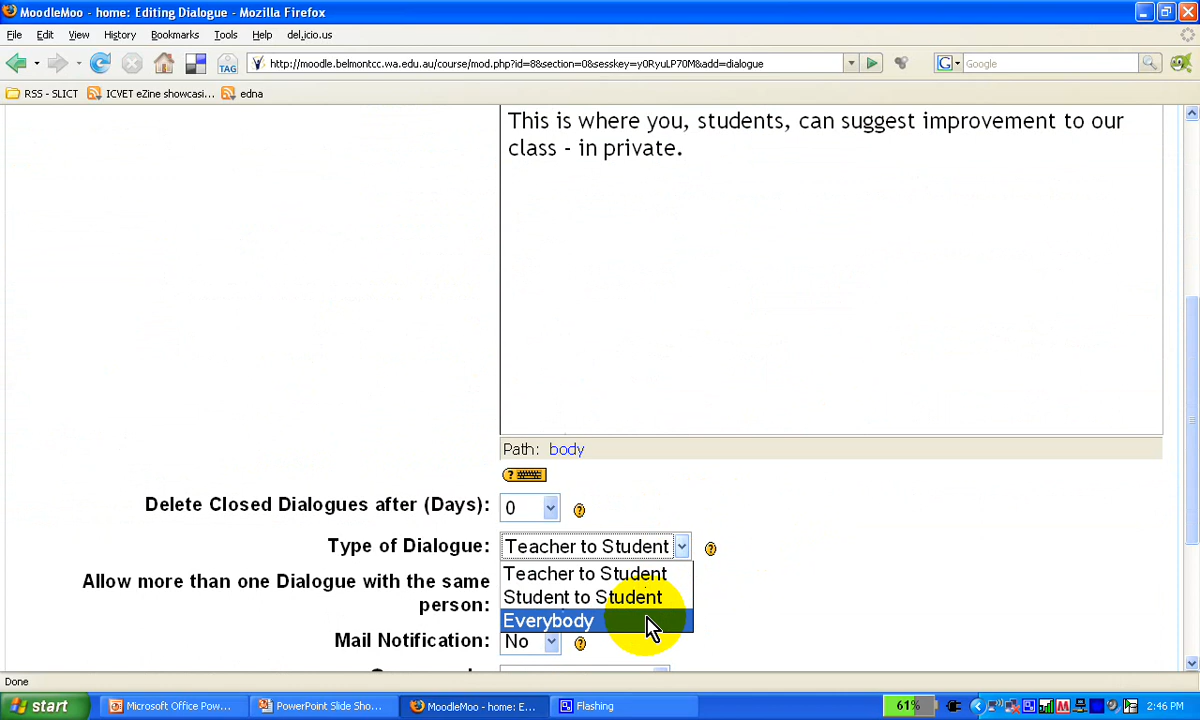 MoodleMoo - home: Editing Dialogue - Mozilla Firefox
File Edit View History Bookmarks Tools Help del.icio.us
TAG http://moodle.belmontcc.wa.edu.au/course/mod.php?id=8&section=0&sesskey=y0RyuLP70M&add=dialogue G Google
RSS - SLICT ICVET eZine showcasi... edna
This is where you, students, can suggest improvement to our
class - in private.
Path: body
?
Delete Closed Dialogues after (Days): 0 ?
Type of Dialogue: Teacher to Student ?
Teacher to Student
Allow more than one Dialogue with the same
Student to Student
person:
Everybody
Mail Notification: No ?
Done
start Microsoft Office Pow... PowerPoint Slide Sho... MoodleMoo - home: E... Flashing 61% 2:46 PM